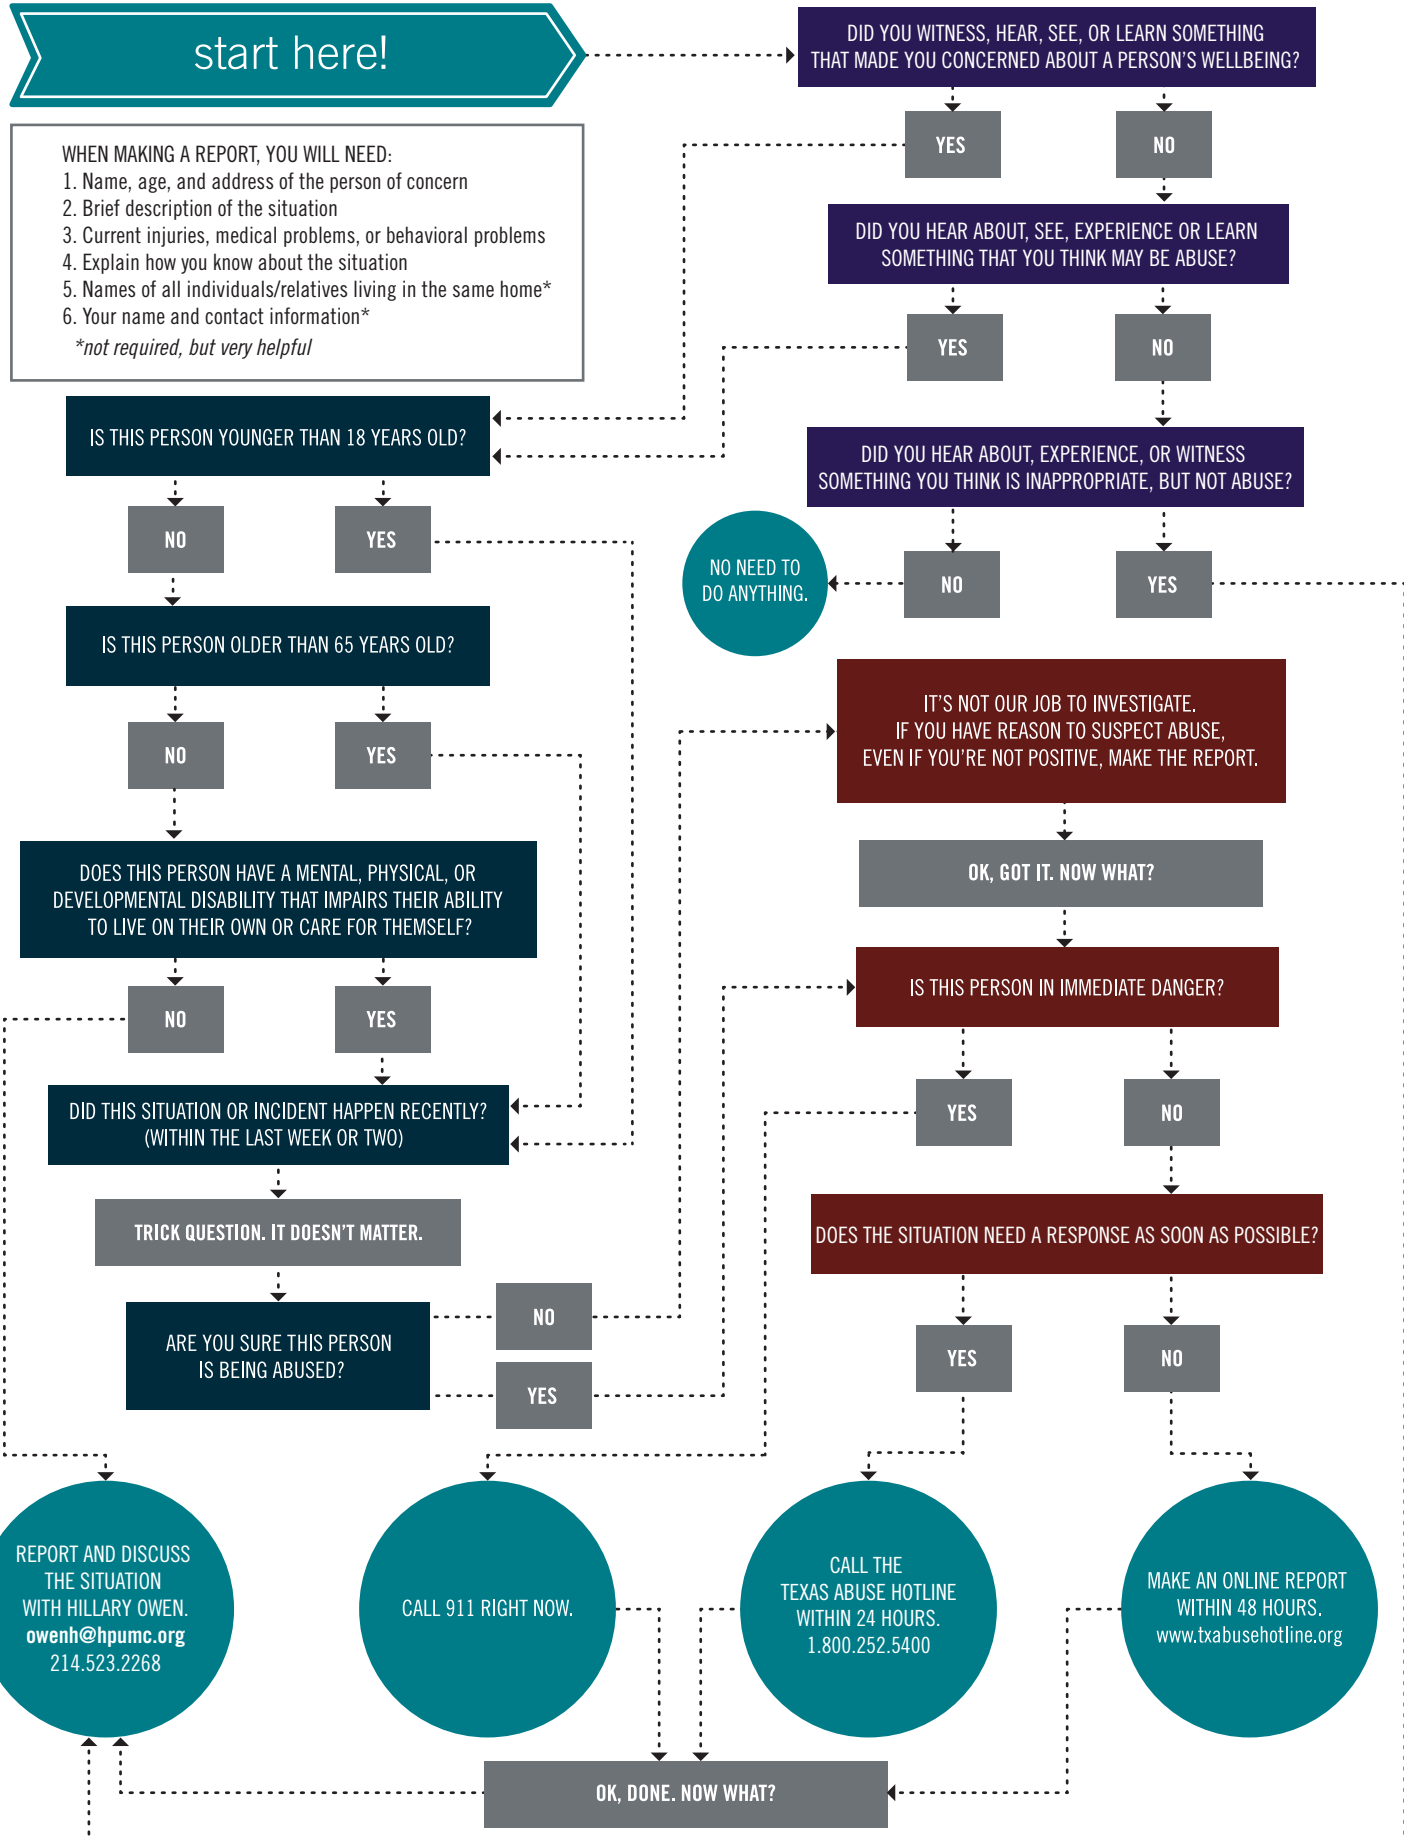 start here!
DID YOU WITNESS, HEAR, SEE, OR LEARN SOMETHING
THAT MADE YOU CONCERNED ABOUT A PERSON'S WELLBEING?
YES
NO
WHEN MAKING A REPORT, YOU WILL NEED:
1. Name, age, and address of the person of concern
2. Brief description of the situation
3. Current injuries, medical problems, or behavioral problems
4. Explain how you know about the situation
5. Names of all individuals/relatives living in the same home*
6. Your name and contact information*
*not required, but very helpful
DID YOU HEAR ABOUT, SEE, EXPERIENCE OR LEARN
SOMETHING THAT YOU THINK MAY BE ABUSE?
YES
NO
DID YOU HEAR ABOUT, EXPERIENCE, OR WITNESS
SOMETHING YOU THINK IS INAPPROPRIATE, BUT NOT ABUSE?
NO
YES
NO NEED TO
DO ANYTHING.
IS THIS PERSON YOUNGER THAN 18 YEARS OLD?
NO
YES
IS THIS PERSON OLDER THAN 65 YEARS OLD?
NO
YES
DOES THIS PERSON HAVE A MENTAL, PHYSICAL, OR
DEVELOPMENTAL DISABILITY THAT IMPAIRS THEIR ABILITY
TO LIVE ON THEIR OWN OR CARE FOR THEMSELF?
NO
YES
DID THIS SITUATION OR INCIDENT HAPPEN RECENTLY?
(WITHIN THE LAST WEEK OR TWO)
TRICK QUESTION. IT DOESN'T MATTER.
ARE YOU SURE THIS PERSON
IS BEING ABUSED?
NO
YES
IT'S NOT OUR JOB TO INVESTIGATE.
IF YOU HAVE REASON TO SUSPECT ABUSE,
EVEN IF YOU'RE NOT POSITIVE, MAKE THE REPORT.
OK, GOT IT. NOW WHAT?
IS THIS PERSON IN IMMEDIATE DANGER?
YES
NO
DOES THE SITUATION NEED A RESPONSE AS SOON AS POSSIBLE?
YES
NO
REPORT AND DISCUSS
THE SITUATION
WITH HILLARY OWEN.
owenh@hpumc.org
214.523.2268
CALL 911 RIGHT NOW.
CALL THE
TEXAS ABUSE HOTLINE
WITHIN 24 HOURS.
1.800.252.5400
MAKE AN ONLINE REPORT
WITHIN 48 HOURS.
www.txabusehotline.org
OK, DONE. NOW WHAT?